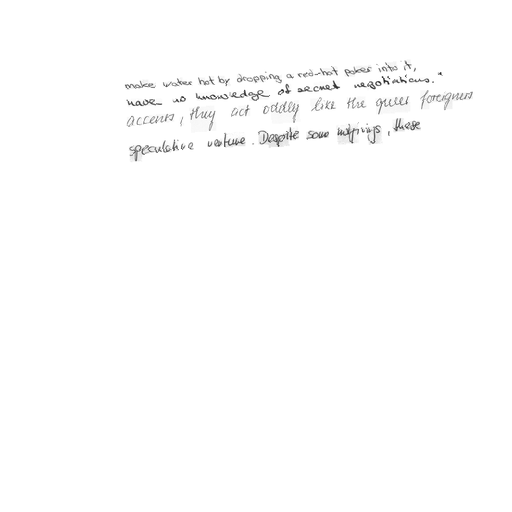 make water hot by dropping a red-hot poker into it,
have no knowledge of secret negotiations."
accents, they act oddly like the queer foreigners
speculative venture. Despite some misgivings, these